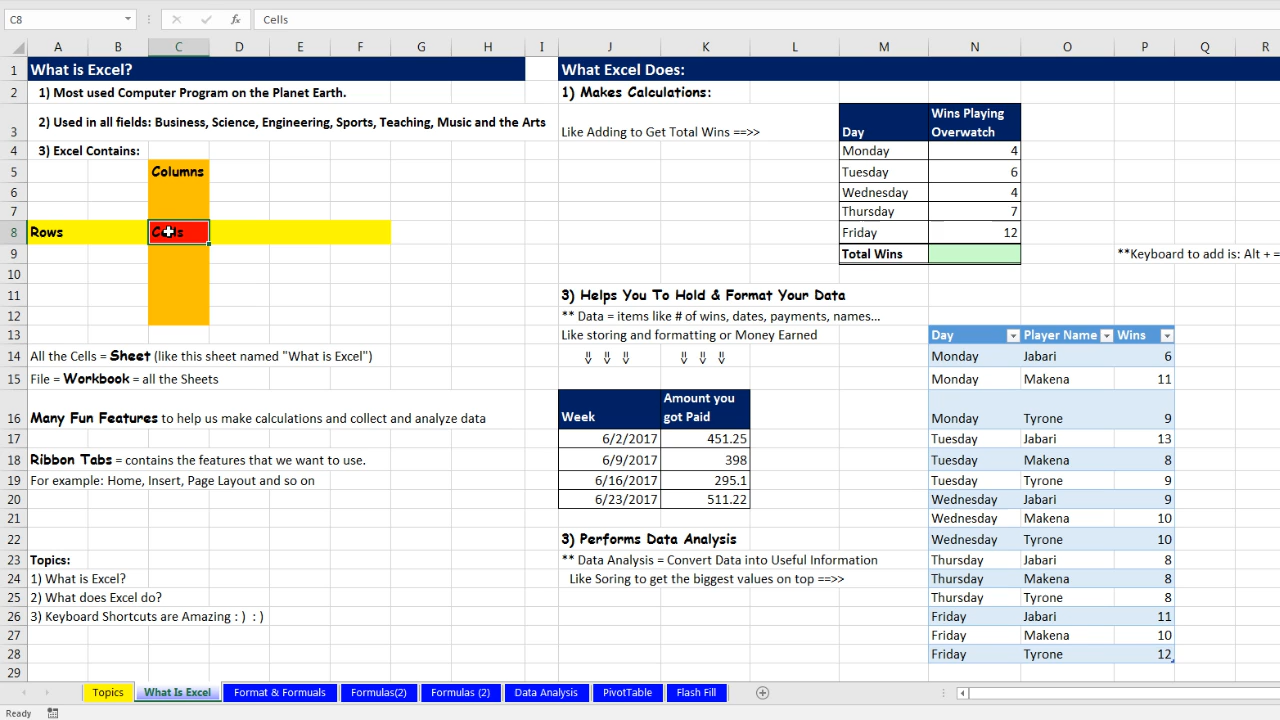 C8
fx
Cells
A B C D E F G H I J K L M N O P Q R
1 What is Excel? What Excel Does:
2 1) Most used Computer Program on the Planet Earth. 1) Makes Calculations:
3 2) Used in all fields: Business, Science, Engineering, Sports, Teaching, Music and the Arts Like Adding to Get Total Wins ==>> Day Wins Playing Overwatch
4 3) Excel Contains: Monday 4
5 Columns Tuesday 6
6 Wednesday 4
7 Thursday 7
8 Rows Cells Friday 12
9 Total Wins **Keyboard to add is: Alt + =
10
11 3) Helps You To Hold & Format Your Data
12 ** Data = items like # of wins, dates, payments, names...
13 Like storing and formatting or Money Earned Day Player Name Wins
14 All the Cells = Sheet (like this sheet named "What is Excel") ⇓ ⇓ ⇓ ⇓ ⇓ ⇓ Monday Jabari 6
15 File = Workbook = all the Sheets Monday Makena 11
16 Many Fun Features to help us make calculations and collect and analyze data Week Amount you got Paid Monday Tyrone 9
17 6/2/2017 451.25 Tuesday Jabari 13
18 Ribbon Tabs = contains the features that we want to use. 6/9/2017 398 Tuesday Makena 8
19 For example: Home, Insert, Page Layout and so on 6/16/2017 295.1 Tuesday Tyrone 9
20 6/23/2017 511.22 Wednesday Jabari 9
21 Wednesday Makena 10
22 3) Performs Data Analysis Wednesday Tyrone 10
23 Topics: ** Data Analysis = Convert Data into Useful Information Thursday Jabari 8
24 1) What is Excel? Like Soring to get the biggest values on top ==>> Thursday Makena 8
25 2) What does Excel do? Thursday Tyrone 8
26 3) Keyboard Shortcuts are Amazing : ) : ) Friday Jabari 11
27 Friday Makena 10
28 Friday Tyrone 12
29
Topics What Is Excel Format & Formuals Formulas(2) Formulas (2) Data Analysis PivotTable Flash Fill
Ready